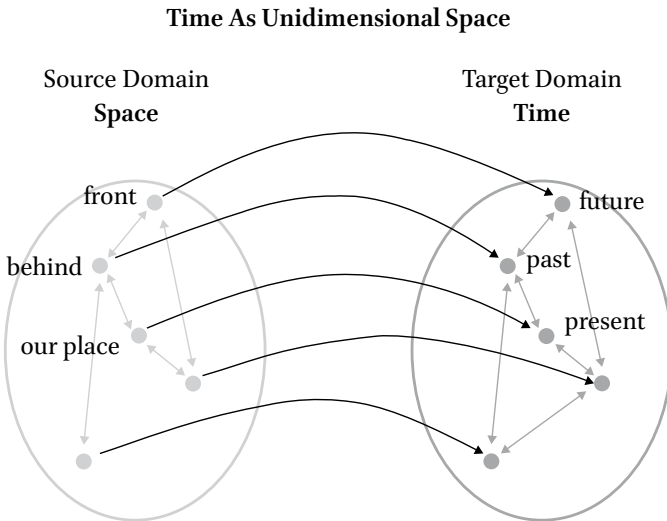 Time As Unidimensional Space
Source Domain
Space
Target Domain
Time
front
future
behind
past
our place
present